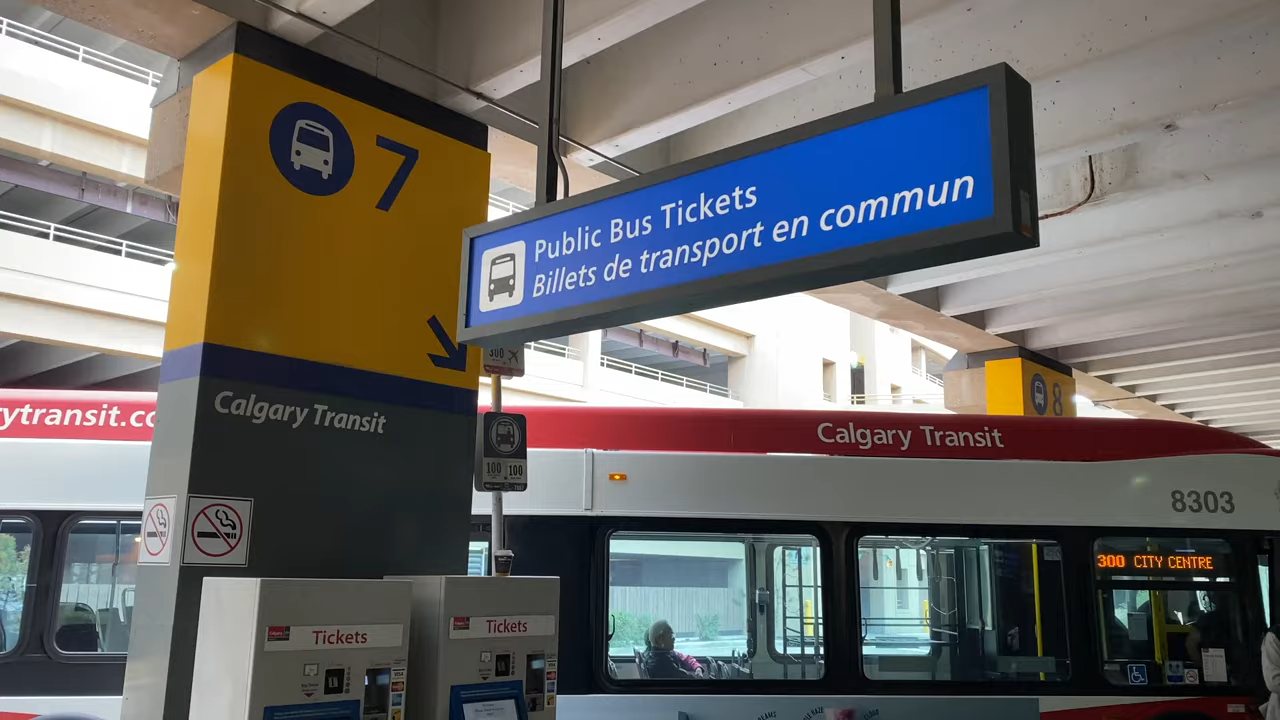 7
Public Bus Tickets
Billets de transport en commun
Calgary Transit
300
8
ytransit.c
Calgary Transit
100 100
8303
300 CITY CENTRE
Tickets
Tickets
VISA